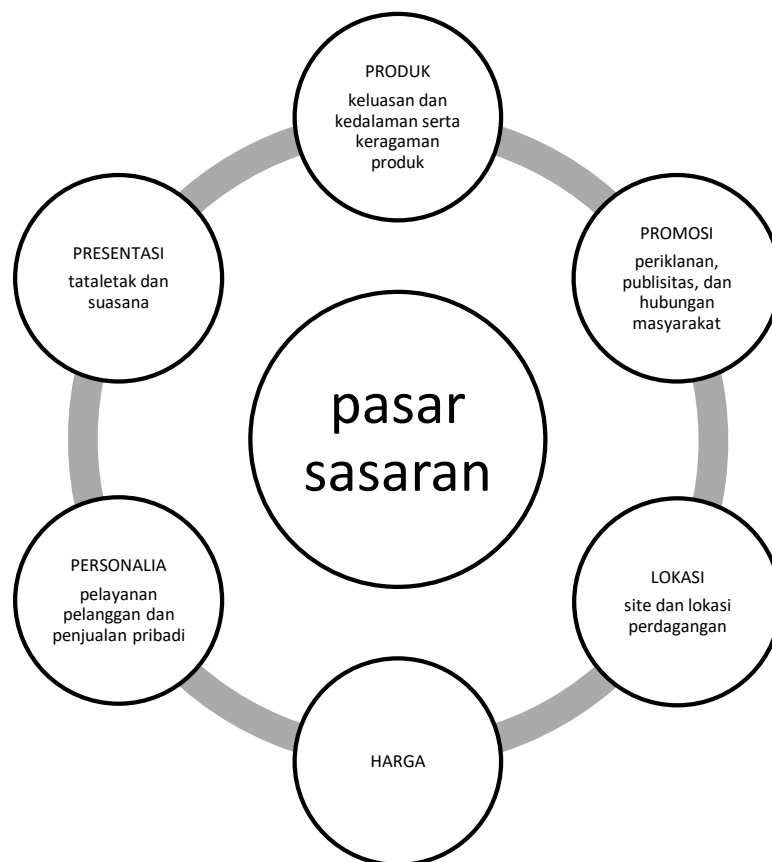 PRODUK
keluasan dan
kedalaman serta
keragaman
produk
PROMOSI
periklanan,
publisitas, dan
hubungan
masyarakat
LOKASI
site dan lokasi
perdagangan
HARGA
PERSONALIA
pelayanan
pelanggan dan
penjualan pribadi
PRESENTASI
tataletak dan
suasana
pasar
sasaran